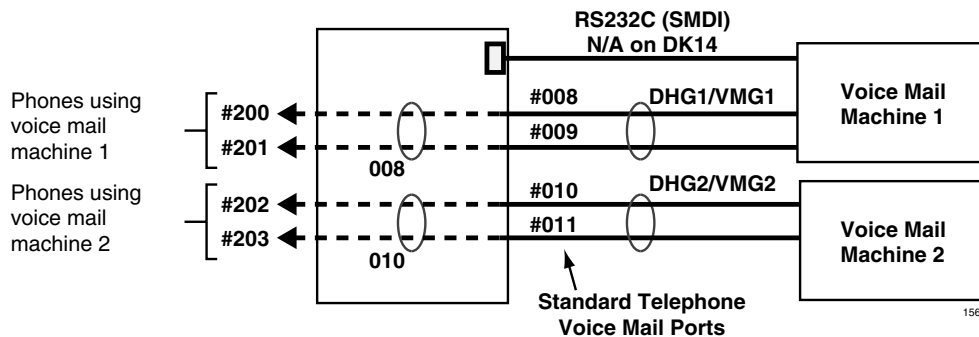 RS232C (SMDI)
N/A on DK14
Voice Mail
Machine 1
Phones using
voice mail
machine 1
#200
#201
008
#008
DHG1/VMG1
#009
Phones using
voice mail
machine 2
#202
#203
010
#010
DHG2/VMG2
#011
Voice Mail
Machine 2
Standard Telephone
Voice Mail Ports
156